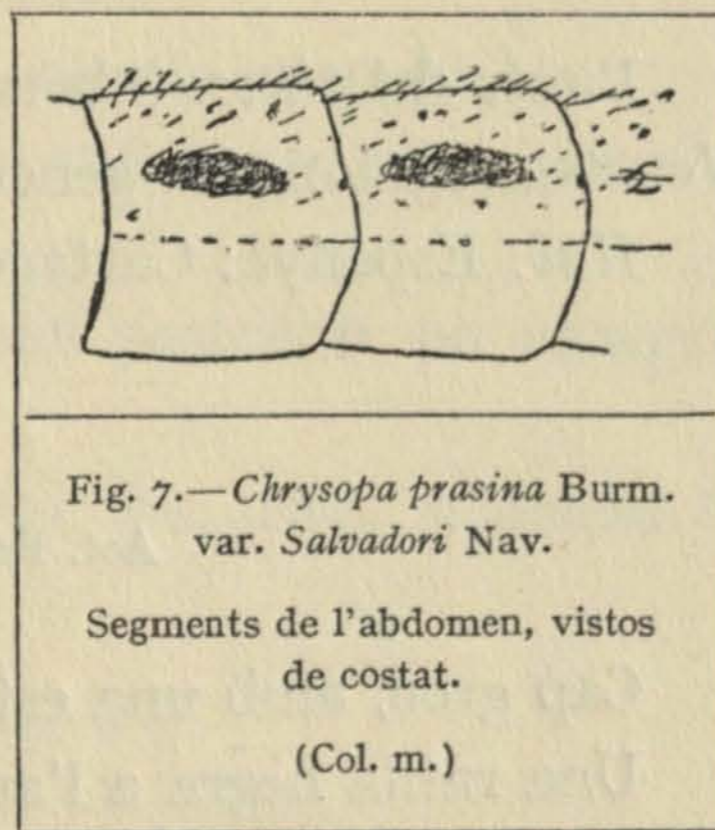 Fig. 7.—Chrysopa prasina Burm.
var. Salvadori Nav.
Segments de l'abdomen, vistos
de costat.
(Col. m.)